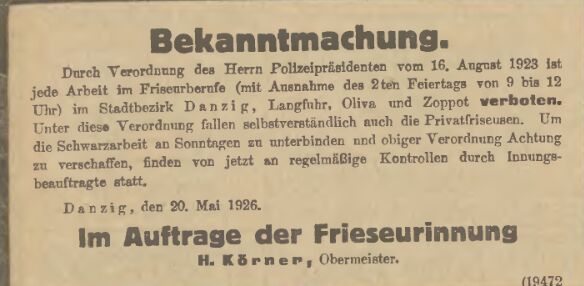 Bekanntmachung.
Durch Verordnung des Herrn Polizeipräsidenten vom 16. August 1923 ist
jede Arbeit im Friseurberufe (mit Ausnahme des 2ten Feiertags von 9 bis 12
Uhr) im Stadtbezirk Danzig, Langfuhr, Oliva und Zoppot verboten.
Unter diese Verordnung fallen selbstverständlich auch die Privatfriseusen. Um
die Schwarzarbeit an Sonntagen zu unterbinden und obiger Verordnung Achtung
zu verschaffen, finden von jetzt an regelmäßige Kontrollen durch Innungs-
beauftragte statt.
Danzig, den 20. Mai 1926.
Im Auftrage der Frieseurinnung
H. Körner, Obermeister.
(19472